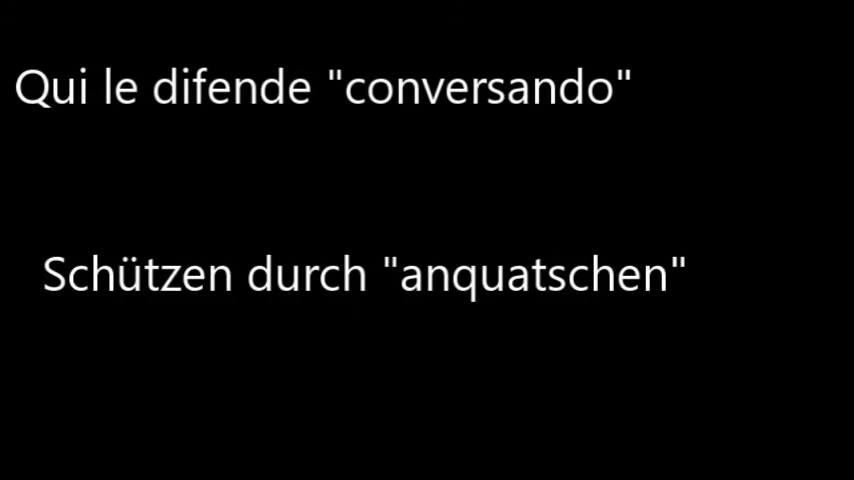 Qui le difende "conversando"
Schützen durch "anquatschen"